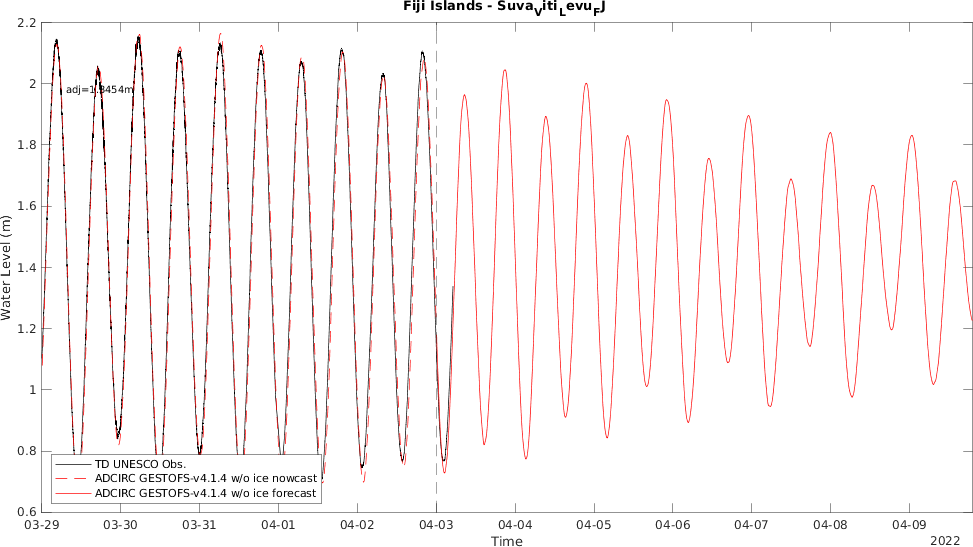 Fiji Islands - SuvaVitiLevuFJ
2.2
2
1.8
1.6
1.4
1.2
1
0.8
0.6
Water Level (m)
adj=1.3454m
TD UNESCO Obs.
ADCIRC GESTOFS-v4.1.4 w/o ice nowcast
ADCIRC GESTOFS-v4.1.4 w/o ice forecast
03-29 03-30 03-31 04-01 04-02 04-03 04-04 04-05 04-06 04-07 04-08 04-09
Time
2022